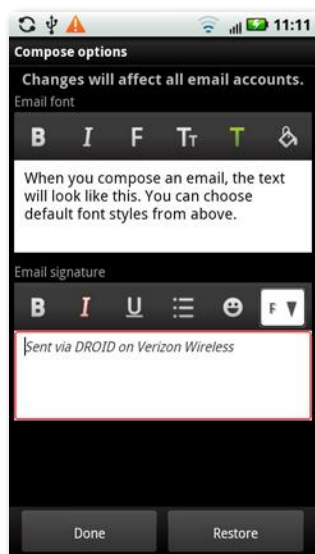 11:11
Compose options
Changes will affect all email accounts.
Email font
B I F TT T
When you compose an email, the text
will look like this. You can choose
default font styles from above.
Email signature
B I U F
Sent via DROID on Verizon Wireless
Done Restore